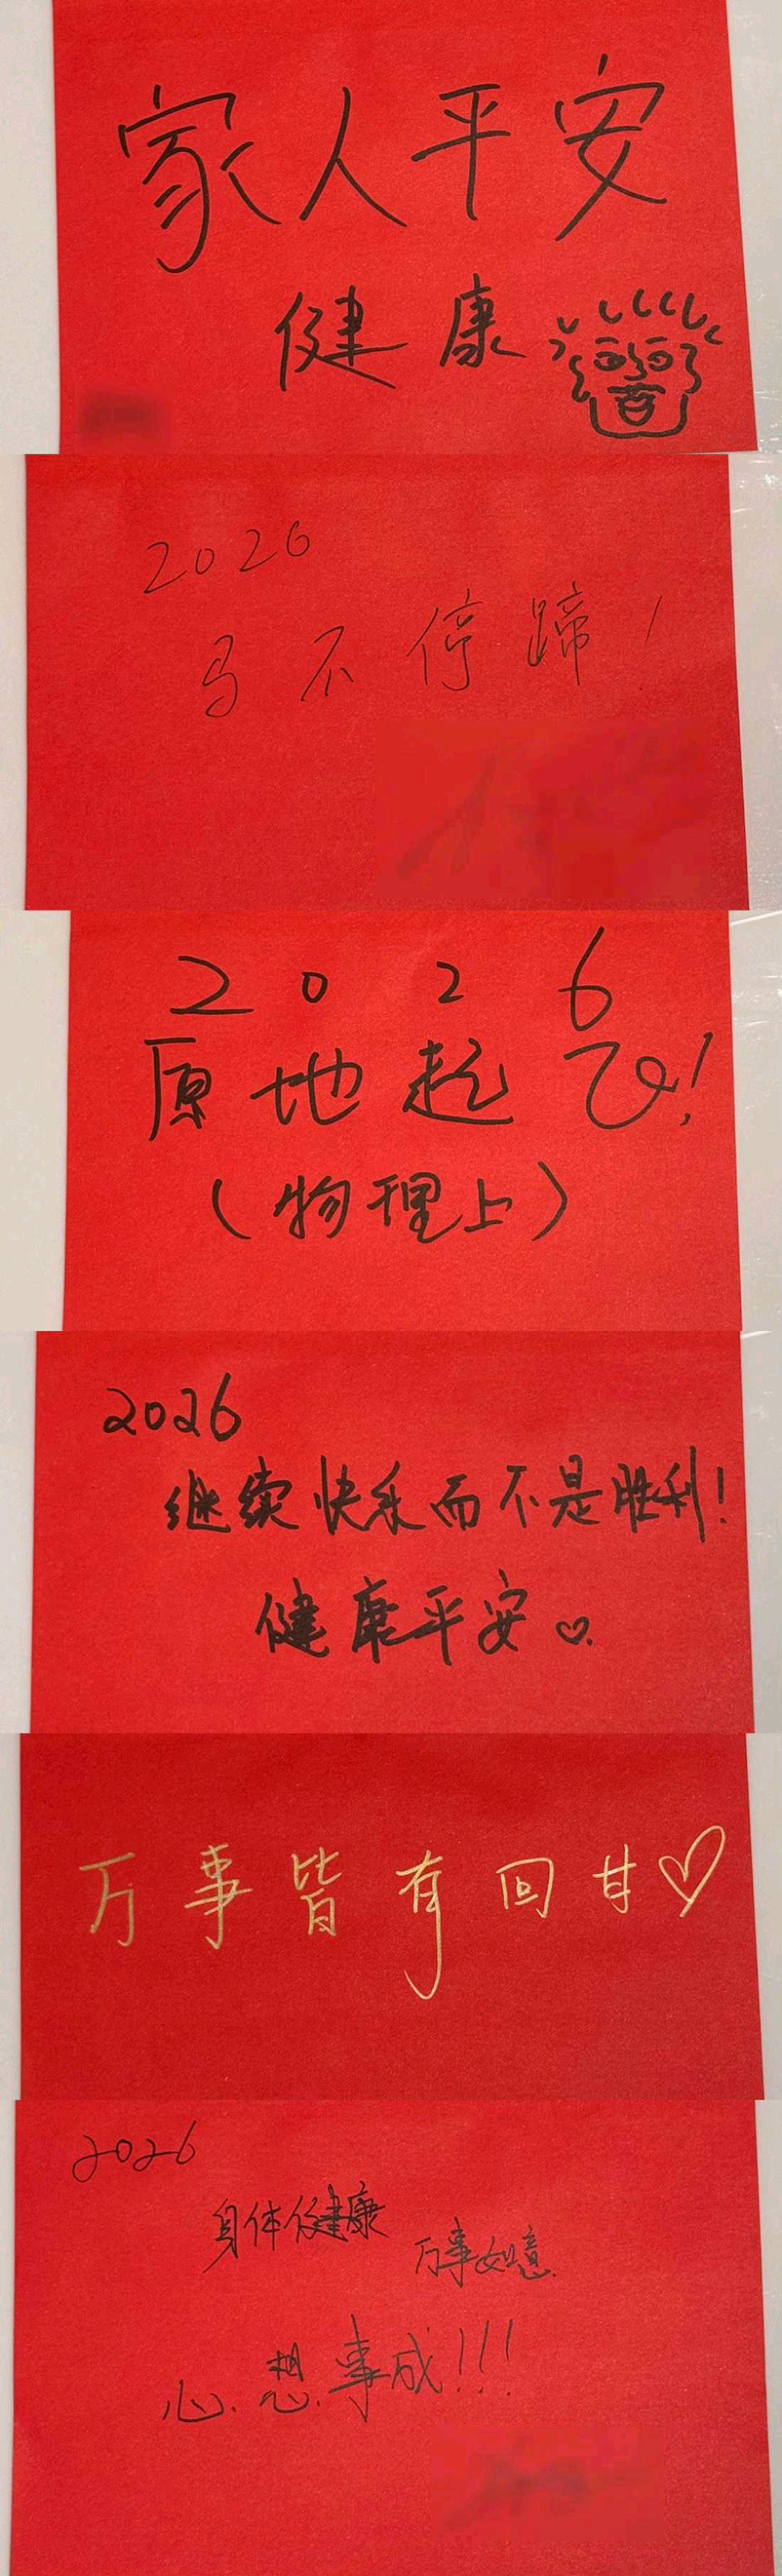 家人平安
健康
2026
马不停蹄！
2026
原地起飞！
（物理上）
2026
继续快乐而不是胜利！
健康平安
万事皆有回甘
2026
身体健康
万事如意
心想事成！！！